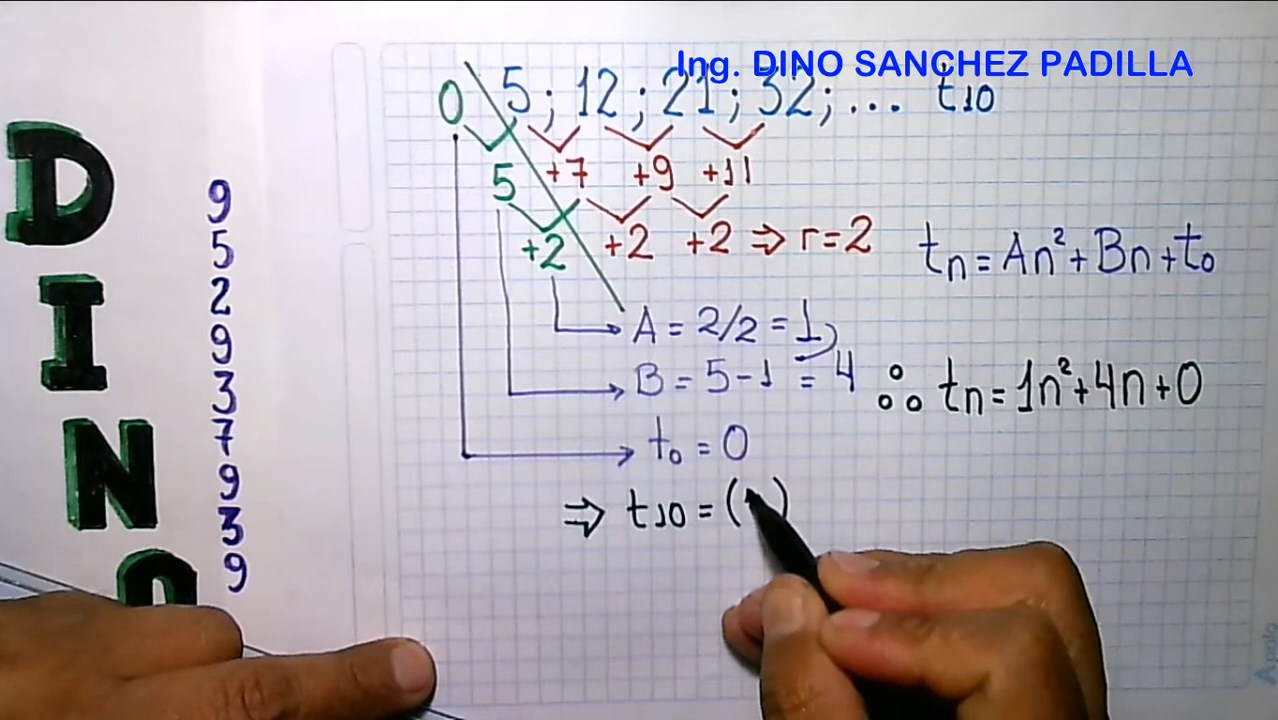 Ing. DINO SANCHEZ PADILLA
0 5 ; 12 ; 21 ; 32 ; ... t10
5 +7 +9 +11
+2 +2 +2 ⇒ r=2
tn = An² + Bn + t0
A = 2/2 = 1
B = 5-1 = 4
∴ tn = 1n² + 4n + 0
t0 = 0
⇒ t10 = ( )
DINO
9
5
2
9
3
7
9
3
9
Apolo